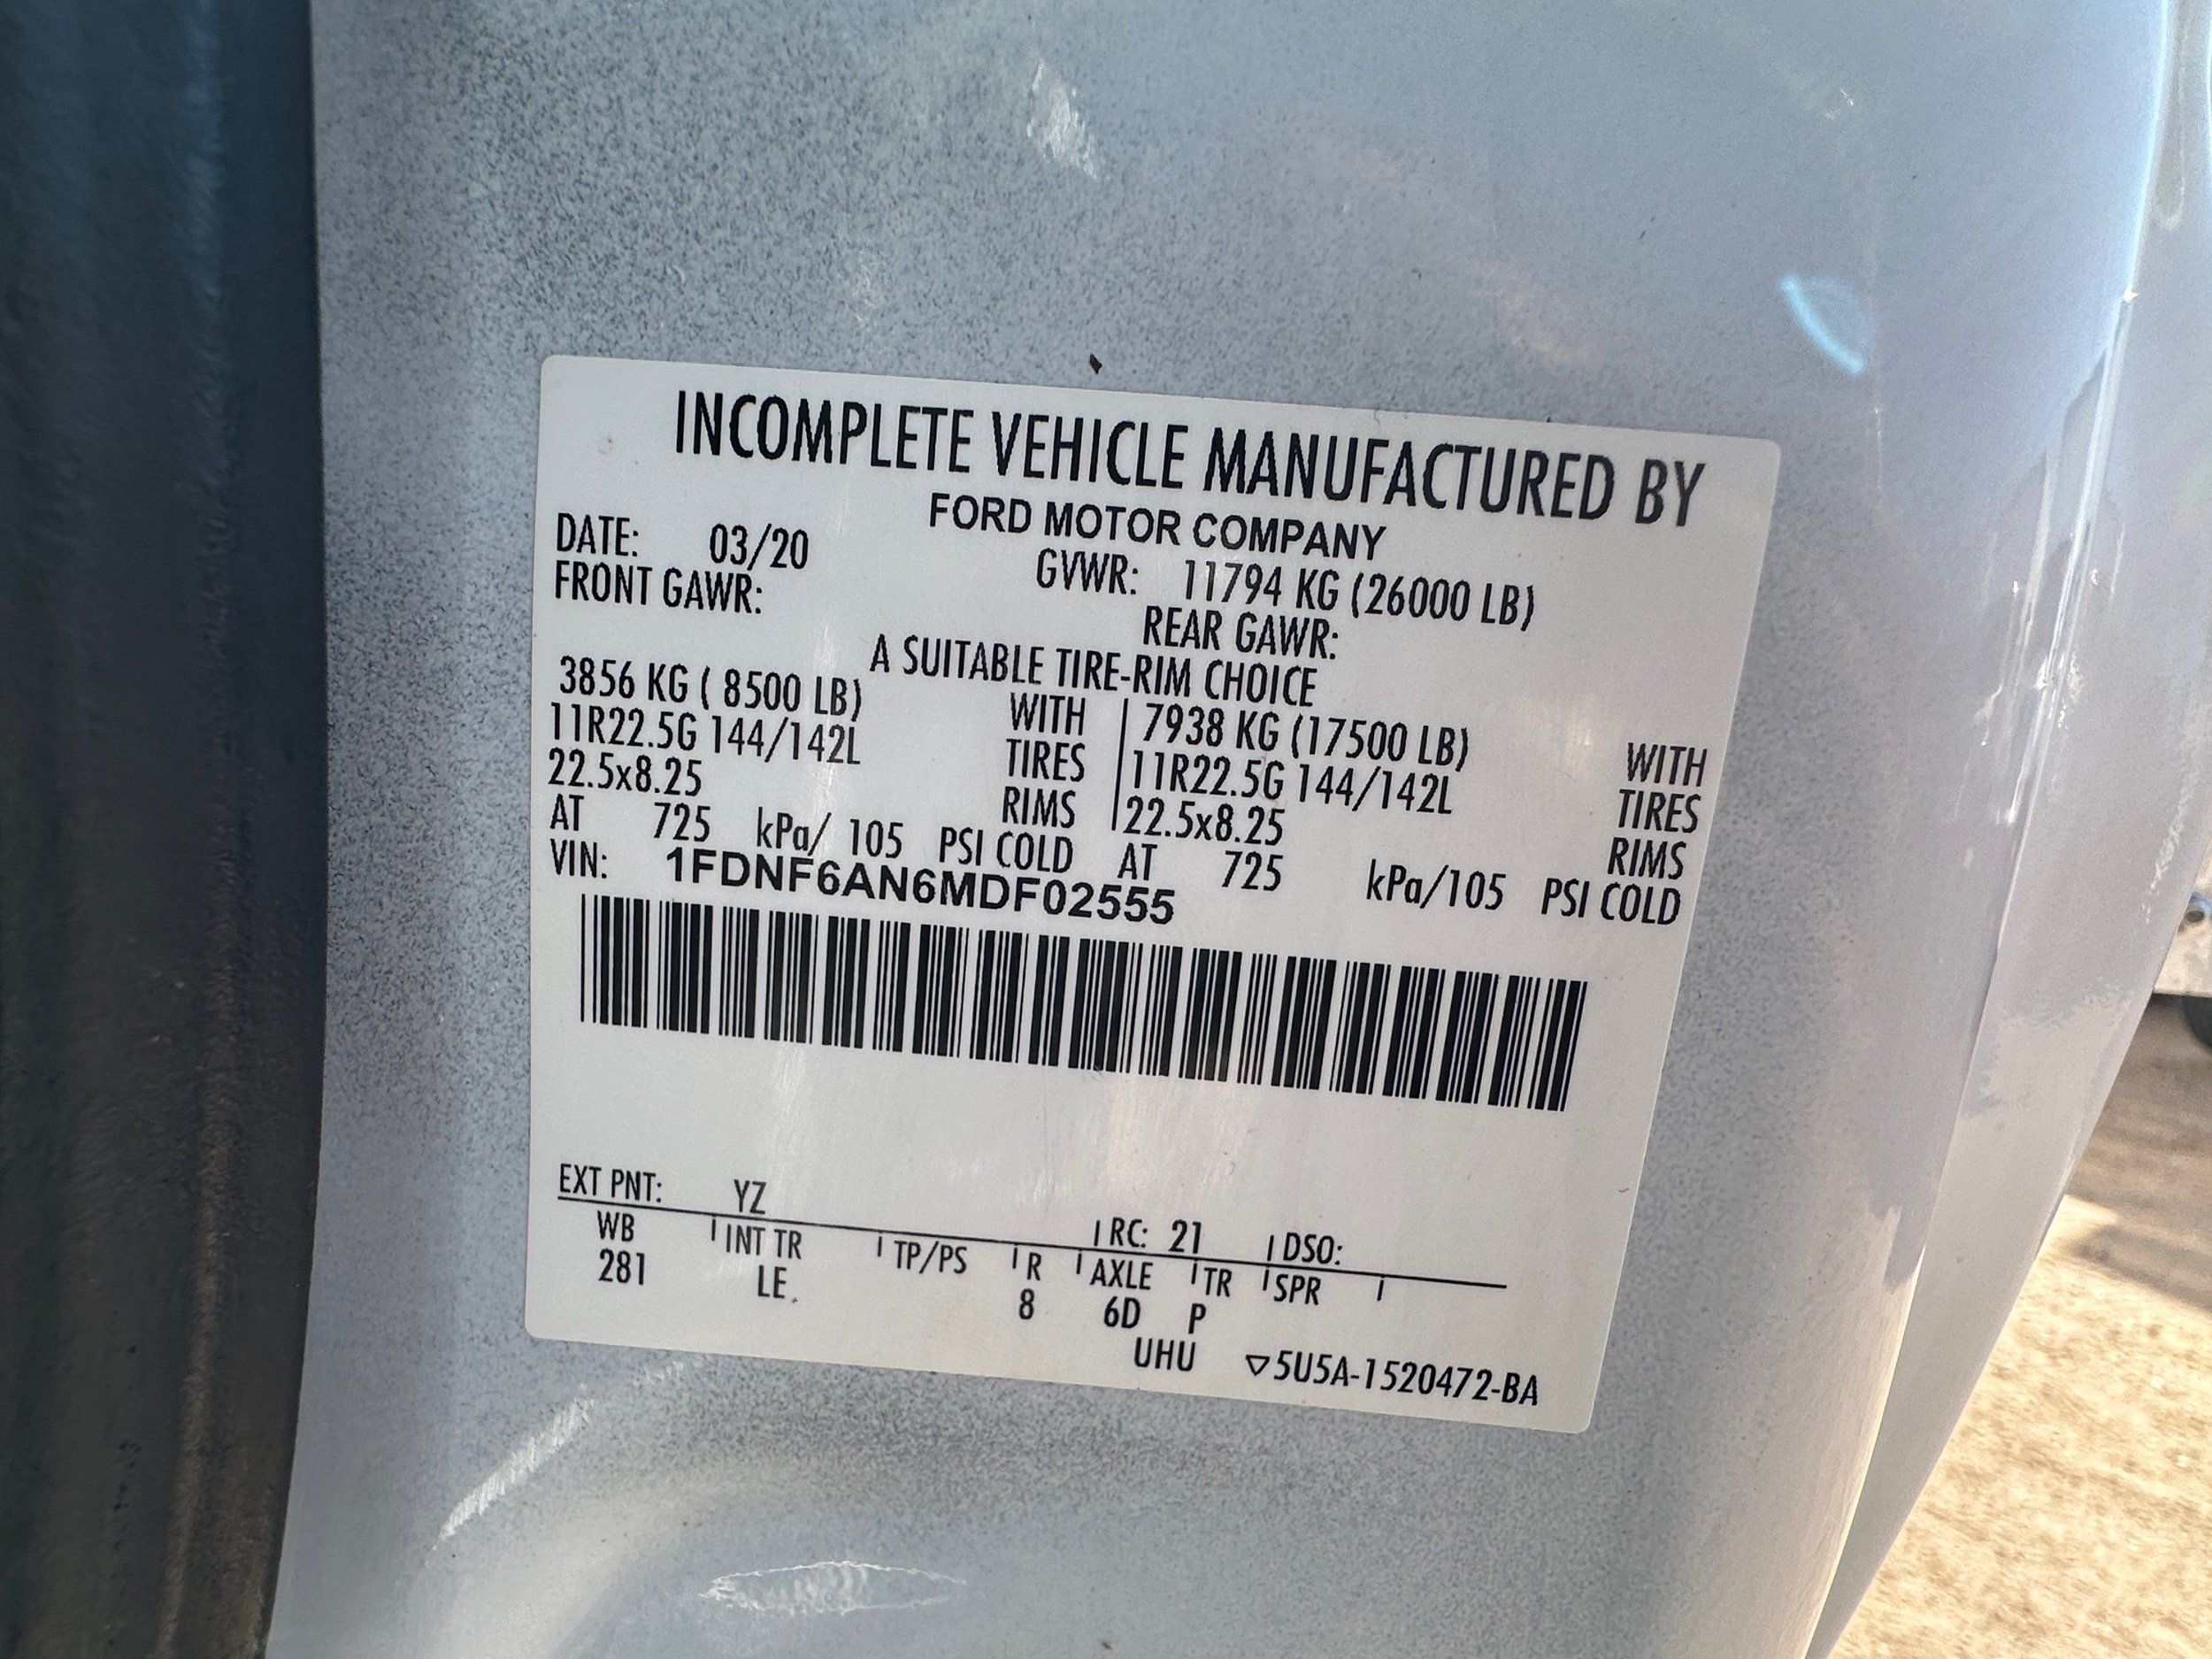 INCOMPLETE VEHICLE MANUFACTURED BY
FORD MOTOR COMPANY
DATE: 03/20 GVWR: 11794 KG (26000 LB)
FRONT GAWR: REAR GAWR:
A SUITABLE TIRE-RIM CHOICE
3856 KG ( 8500 LB) WITH 7938 KG (17500 LB) WITH
11R22.5G 144/142L TIRES 11R22.5G 144/142L TIRES
22.5x8.25 RIMS 22.5x8.25 RIMS
AT 725 kPa/ 105 PSI COLD AT 725 kPa/105 PSI COLD
VIN: 1FDNF6AN6MDF02555
EXT PNT: YZ RC: 21 DSO:
WB INT TR TP/PS R AXLE TR SPR
281 LE 8 6D P
UHU ▽5U5A-1520472-BA